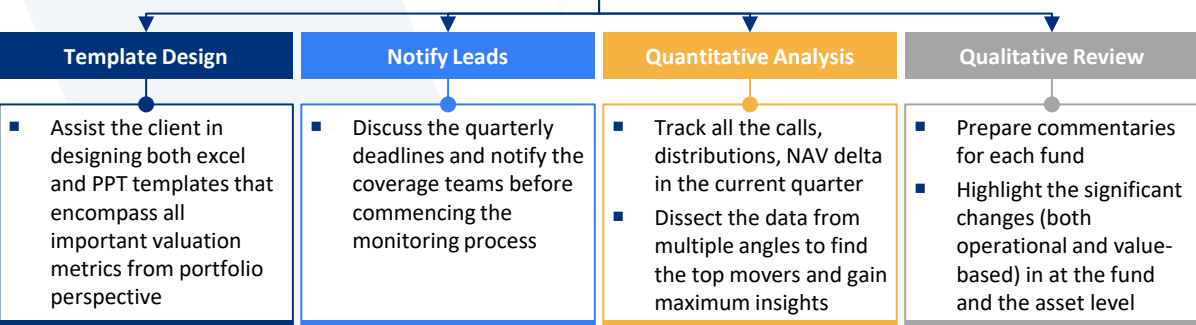 Template Design
Assist the client in
designing both excel
and PPT templates that
encompass all
important valuation
metrics from portfolio
perspective
Notify Leads
Discuss the quarterly
deadlines and notify the
coverage teams before
commencing the
monitoring process
Quantitative Analysis
Track all the calls,
distributions, NAV delta
in the current quarter
Dissect the data from
multiple angles to find
the top movers and gain
maximum insights
Qualitative Review
Prepare commentaries
for each fund
Highlight the significant
changes (both
operational and value-
based) in at the fund
and the asset level